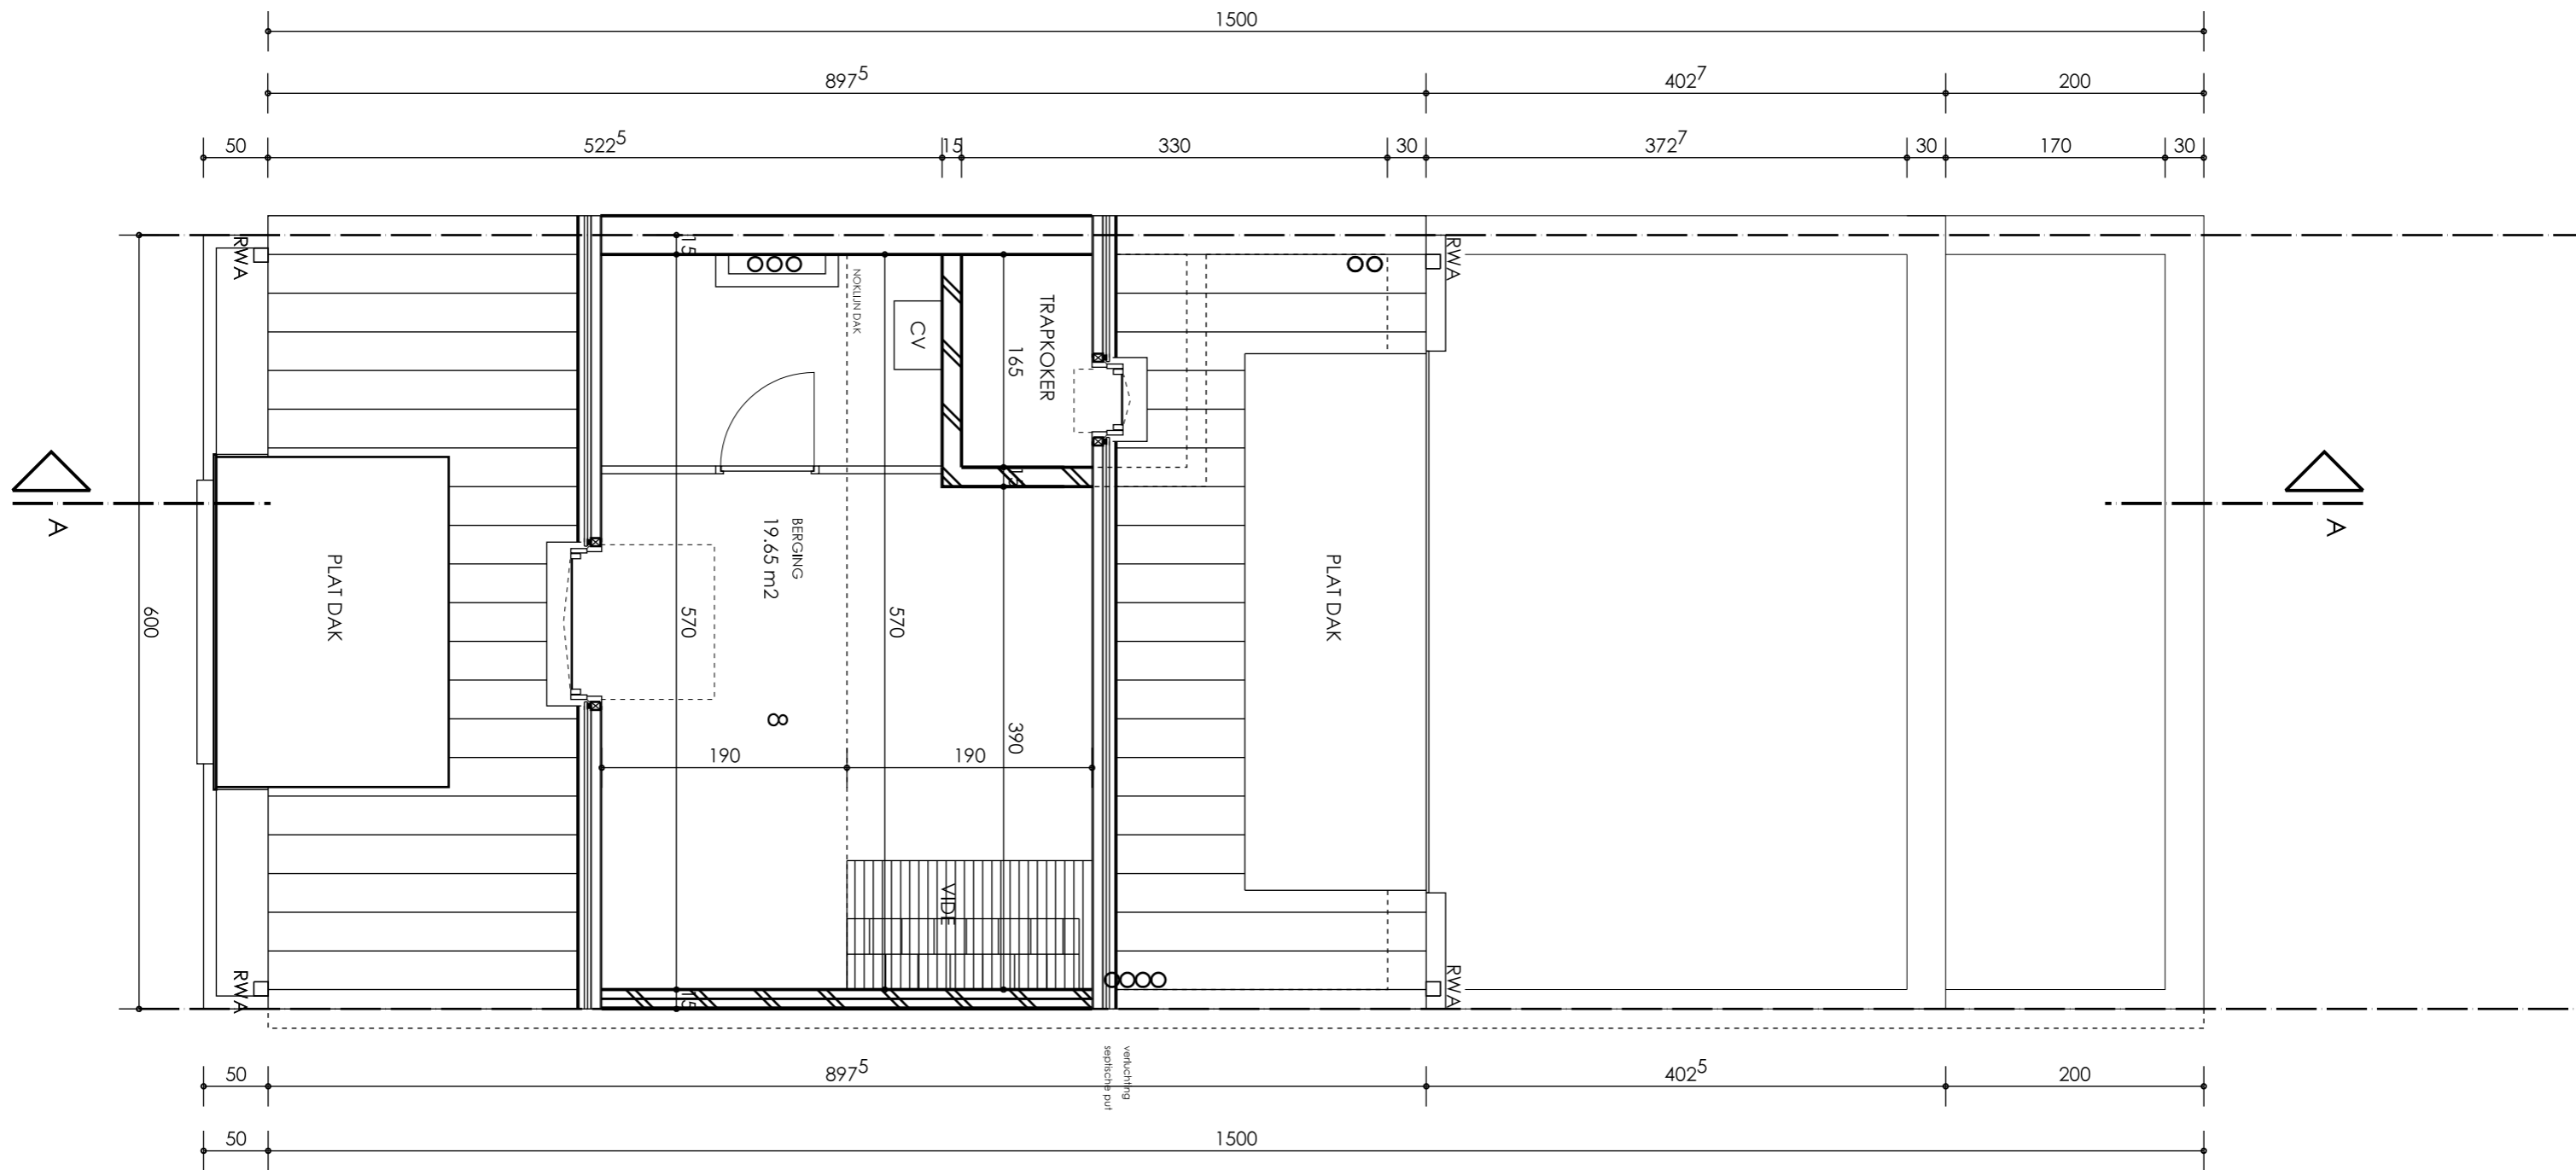 1500
897⁵ 402⁷ 200
50 522⁵ 15 330 30 372⁷ 30 170 30
RWA
RWA
15
NOKLIJN DAK
CV
TRAPKOKER
165
15
A
A
PLAT DAK
PLAT DAK
BERGING
19.65 m2
600
570
570
390
8
190 190
VIDE
RWA
RWA
15
verluchting
septische put
50 897⁵ 402⁵ 200
50 1500